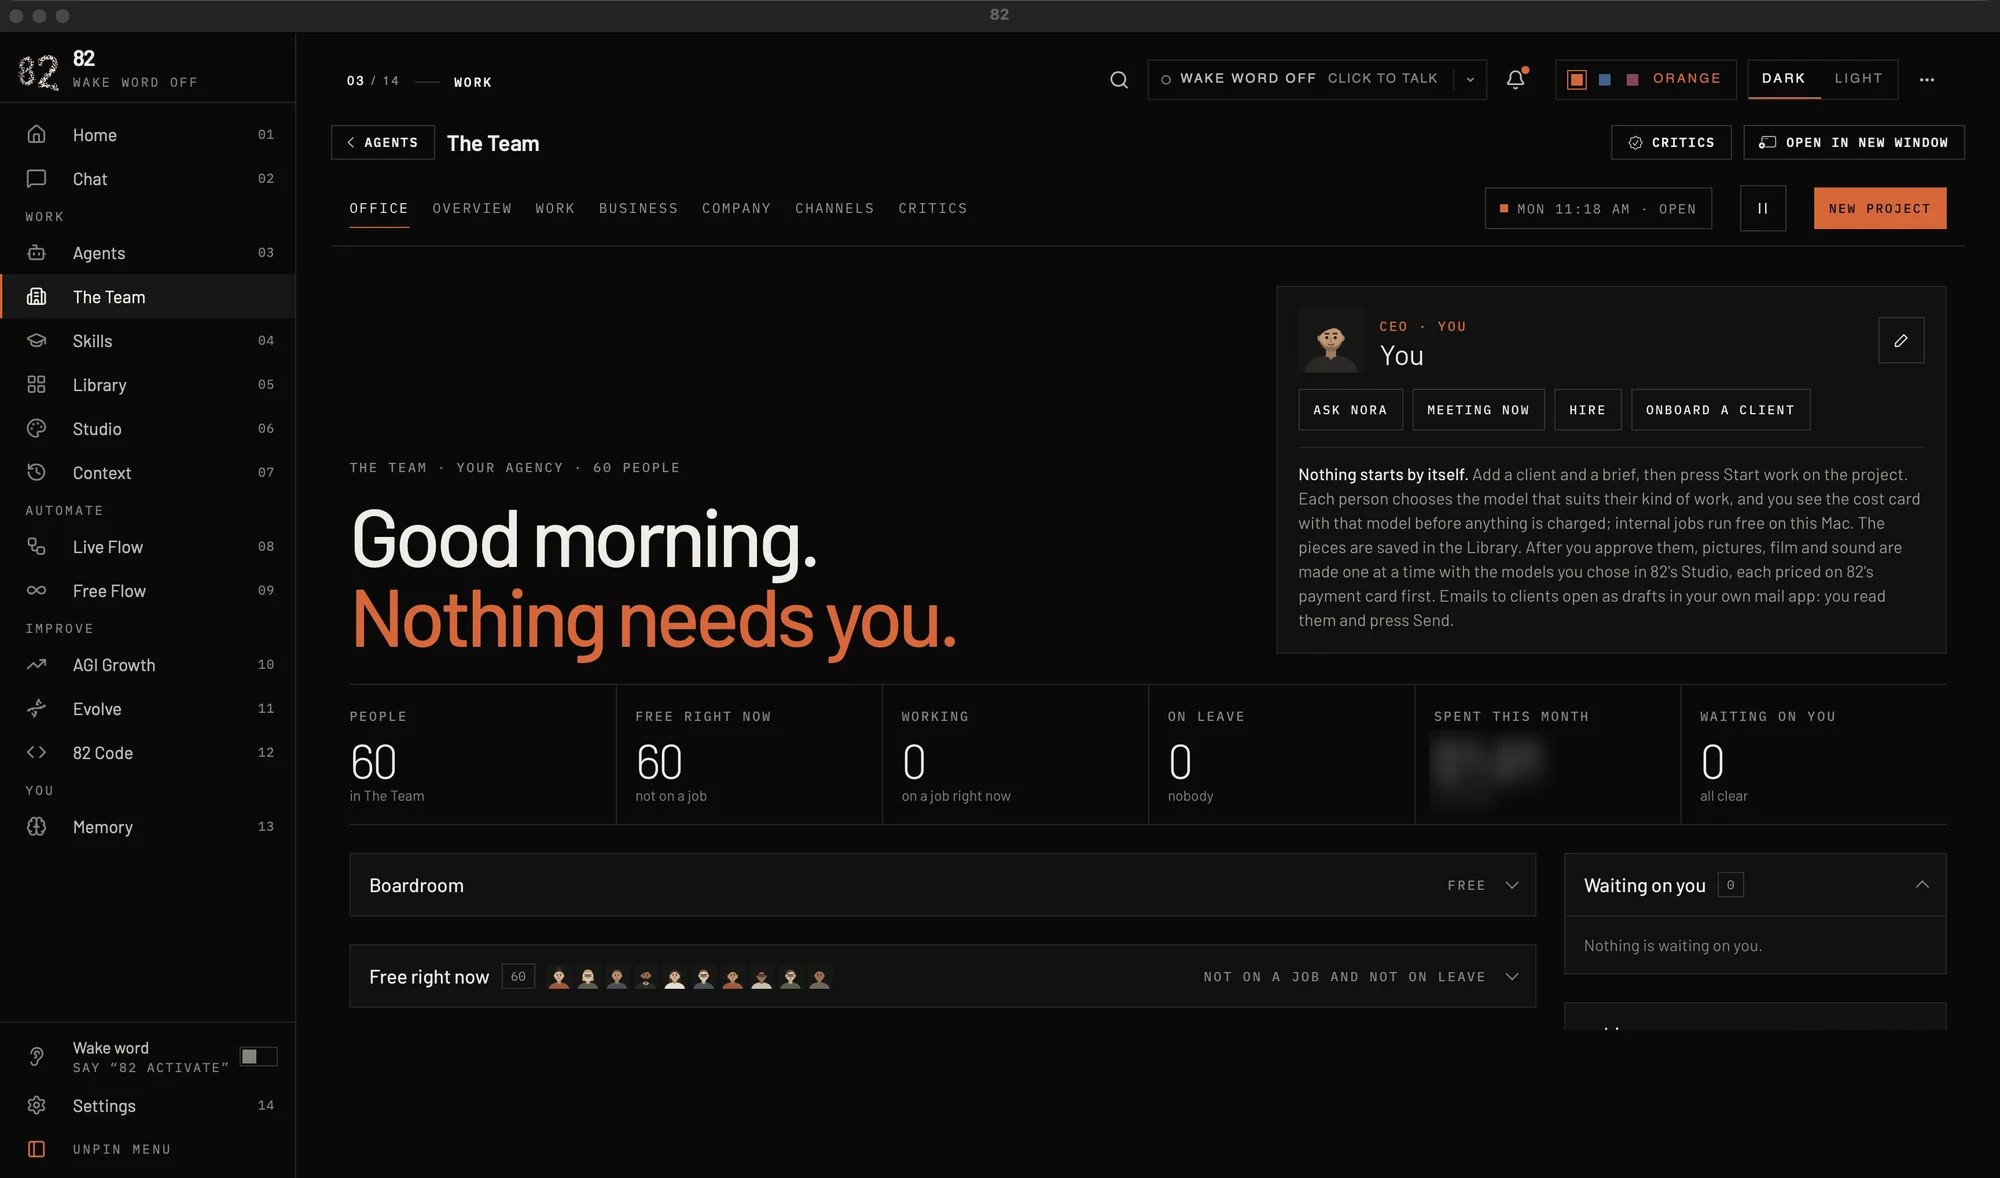 82
82
WAKE WORD OFF
Home 01
Chat 02
WORK
Agents 03
The Team
Skills 04
Library 05
Studio 06
Context 07
AUTOMATE
Live Flow 08
Free Flow 09
IMPROVE
AGI Growth 10
Evolve 11
82 Code 12
YOU
Memory 13
Wake word
SAY “82 ACTIVATE”
Settings 14
UNPIN MENU
03 / 14 WORK
WAKE WORD OFF CLICK TO TALK
ORANGE
DARK LIGHT
AGENTS The Team
CRITICS
OPEN IN NEW WINDOW
OFFICE OVERVIEW WORK BUSINESS COMPANY CHANNELS CRITICS
MON 11:18 AM · OPEN
NEW PROJECT
THE TEAM · YOUR AGENCY · 60 PEOPLE
Good morning.
Nothing needs you.
CEO · YOU
You
ASK NORA MEETING NOW HIRE ONBOARD A CLIENT
Nothing starts by itself. Add a client and a brief, then press Start work on the project.
Each person chooses the model that suits their kind of work, and you see the cost card
with that model before anything is charged; internal jobs run free on this Mac. The
pieces are saved in the Library. After you approve them, pictures, film and sound are
made one at a time with the models you chose in 82's Studio, each priced on 82's
payment card first. Emails to clients open as drafts in your own mail app: you read
them and press Send.
PEOPLE
60
in The Team
FREE RIGHT NOW
60
not on a job
WORKING
0
on a job right now
ON LEAVE
0
nobody
SPENT THIS MONTH
WAITING ON YOU
0
all clear
Boardroom FREE
Free right now 60 NOT ON A JOB AND NOT ON LEAVE
Waiting on you 0
Nothing is waiting on you.